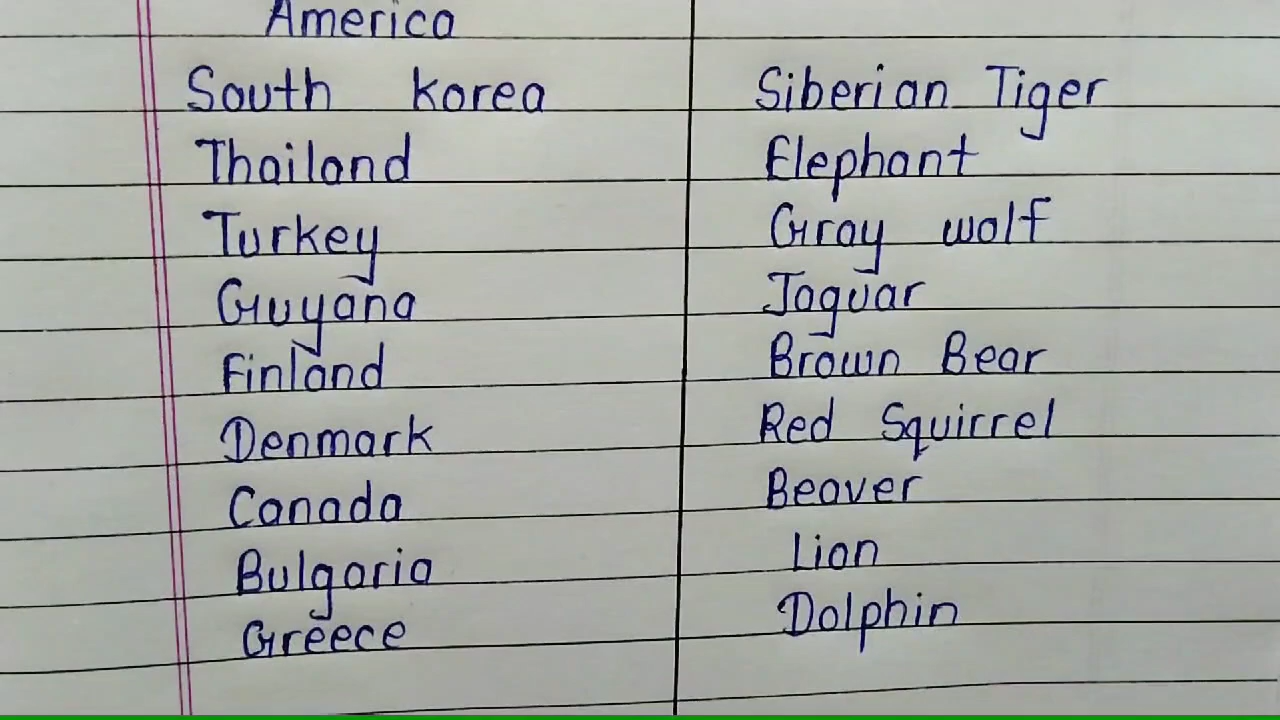 America
South korea Siberian Tiger
Thailand Elephant
Turkey Gray wolf
Guyana Jaguar
Finland Brown Bear
Denmark Red Squirrel
Canada Beaver
Bulgaria Lion
Greece Dolphin